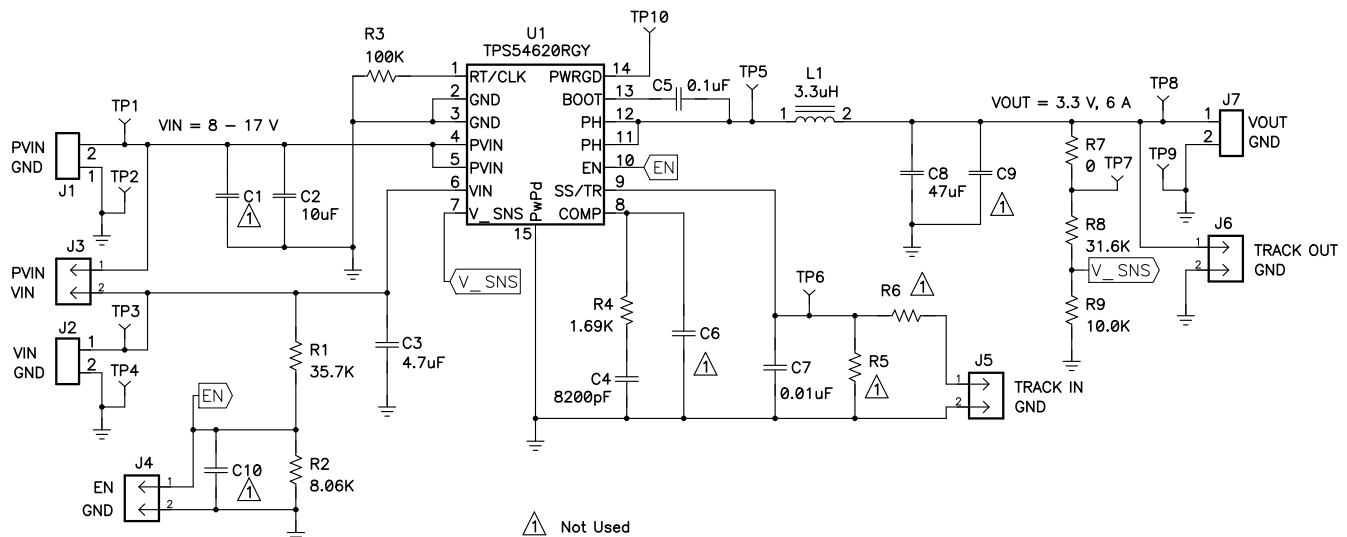 TP10
U1
TPS54620RGY
R3
100K
1 RT/CLK PWRGD 14
2 GND BOOT 13
3 GND PH 12
4 PVIN PH 11
5 PVIN EN 10
6 VIN SS/TR 9
7 V_SNS COMP 8
PwPd
15
EN
V_SNS
C5 0.1uF
TP5
L1
3.3uH
1 2
VOUT = 3.3 V, 6 A
TP8
J7
1 VOUT
2 GND
TP1
VIN = 8 - 17 V
PVIN 2
GND 1
J1
TP2
C1
1
C2
10uF
C8
47uF
C9
1
R7
0
TP7
TP9
R8
31.6K
V_SNS
R9
10.0K
J6
1 TRACK OUT
2 GND
J3
PVIN 1
VIN 2
TP3
J2
VIN 1
GND 2
TP4
R1
35.7K
C3
4.7uF
R4
1.69K
C4
8200pF
C6
1
TP6
R6
1
C7
0.01uF
R5
1
J5
1 TRACK IN
2 GND
EN
J4
EN 1
GND 2
C10
1
R2
8.06K
1 Not Used